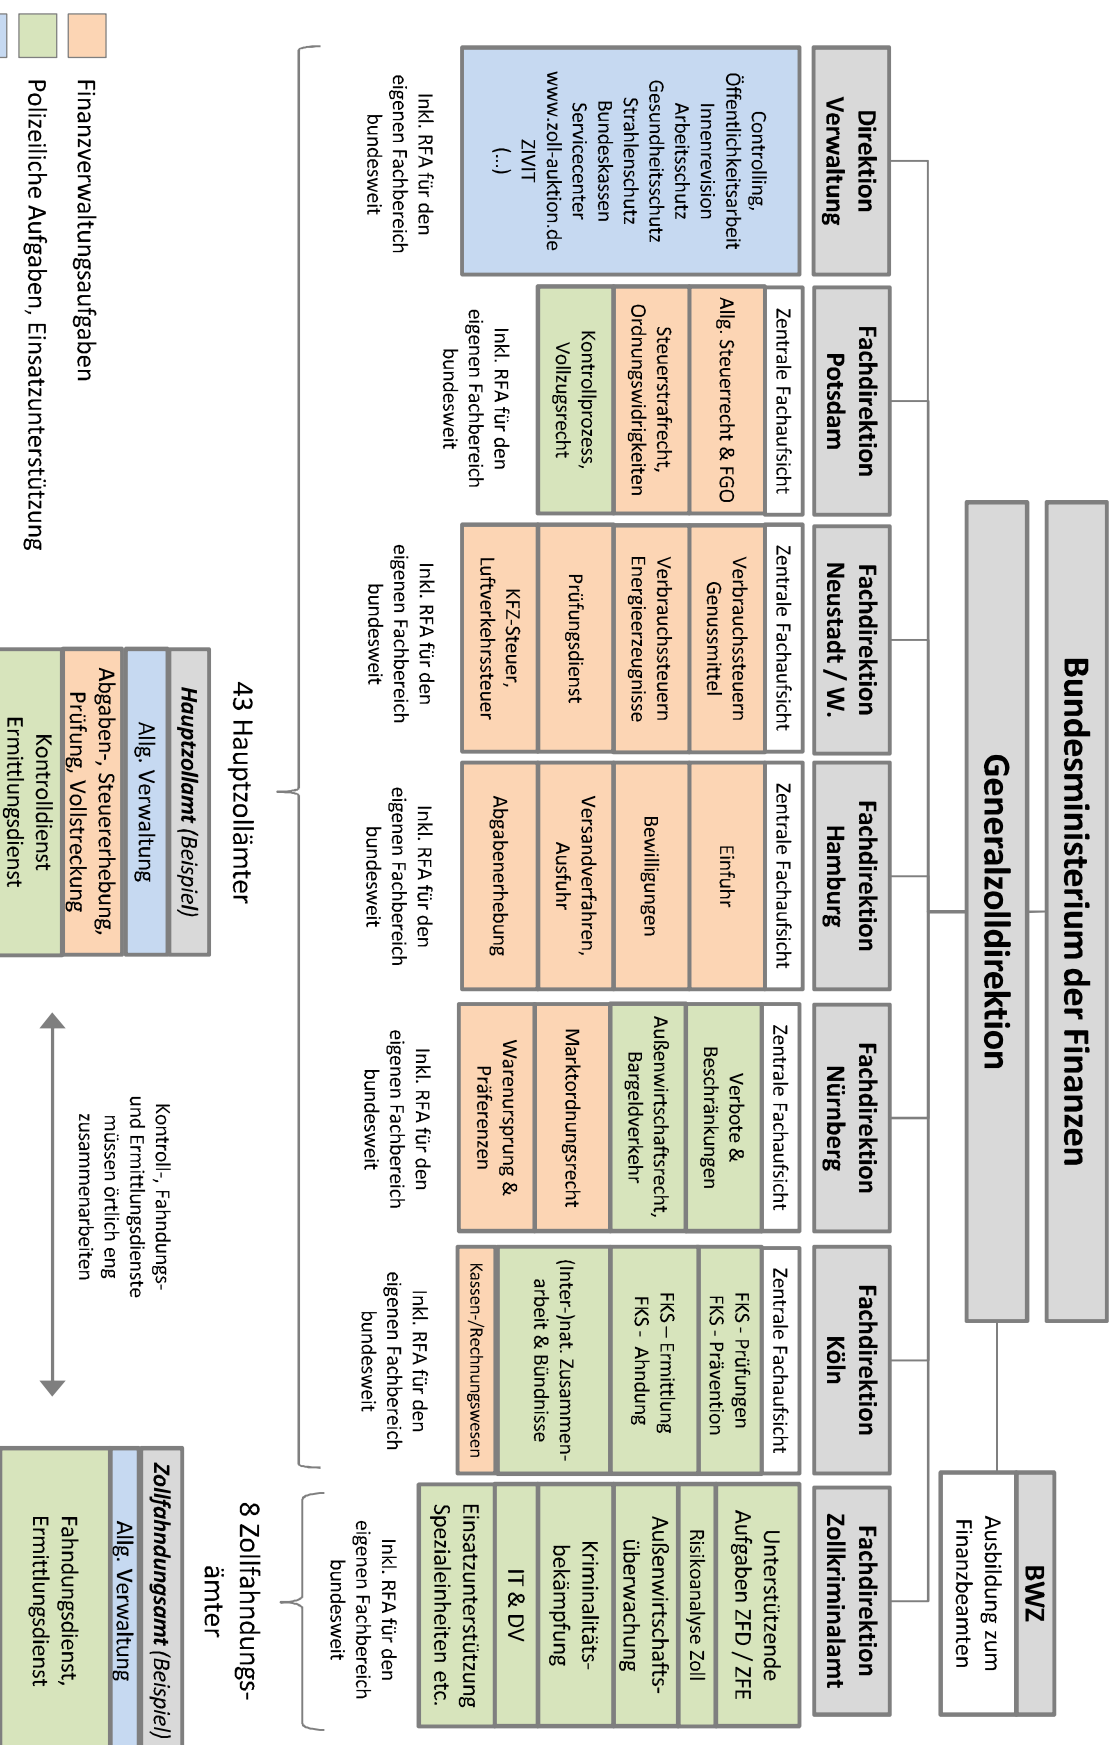 Bundesministerium der Finanzen
Generalzolldirektion
BWZ
Ausbildung zum
Finanzbeamten
Direktion
Verwaltung
Controlling,
Öffentlichkeitsarbeit
Innenrevision
Arbeitsschutz
Gesundheitsschutz
Strahlenschutz
Bundeskassen
Servicecenter
www.zoll-auktion.de
ZIVIT
(...)
Inkl. RFA für den
eigenen Fachbereich
bundesweit
Fachdirektion
Potsdam
Zentrale Fachaufsicht
Allg. Steuerrecht & FGO
Steuerstrafrecht,
Ordnungswidrigkeiten
Kontrollprozess,
Vollzugsrecht
Inkl. RFA für den
eigenen Fachbereich
bundesweit
Fachdirektion
Neustadt / W.
Zentrale Fachaufsicht
Verbrauchssteuern
Genussmittel
Verbrauchssteuern
Energieerzeugnisse
Prüfungsdienst
KFZ-Steuer,
Luftverkehrssteuer
Inkl. RFA für den
eigenen Fachbereich
bundesweit
Fachdirektion
Hamburg
Zentrale Fachaufsicht
Einfuhr
Bewilligungen
Versandverfahren,
Ausfuhr
Abgabenerhebung
Inkl. RFA für den
eigenen Fachbereich
bundesweit
Fachdirektion
Nürnberg
Zentrale Fachaufsicht
Verbote &
Beschränkungen
Außenwirtschaftsrecht,
Bargeldverkehr
Marktordnungsrecht
Warenursprung &
Präferenzen
Inkl. RFA für den
eigenen Fachbereich
bundesweit
Fachdirektion
Köln
Zentrale Fachaufsicht
FKS - Prüfungen
FKS - Prävention
FKS – Ermittlung
FKS - Ahndung
(Inter-)nat. Zusammen-
arbeit & Bündnisse
Kassen-/Rechnungswesen
Inkl. RFA für den
eigenen Fachbereich
bundesweit
Fachdirektion
Zollkriminalamt
Unterstützende
Aufgaben ZFD / ZFE
Risikoanalyse Zoll
Außenwirtschafts-
überwachung
Kriminalitäts-
bekämpfung
IT & DV
Einsatzunterstützung
Spezialeinheiten etc.
Inkl. RFA für den
eigenen Fachbereich
bundesweit
43 Hauptzollämter
Hauptzollamt (Beispiel)
Allg. Verwaltung
Abgaben-, Steuererhebung,
Prüfung, Vollstreckung
Kontrolldienst
Ermittlungsdienst
Kontroll-, Fahndungs-
und Ermittlungsdienste
müssen örtlich eng
zusammenarbeiten
8 Zollfahndungs-
ämter
Zollfahndungsamt (Beispiel)
Allg. Verwaltung
Fahndungsdienst,
Ermittlungsdienst
Finanzverwaltungsaufgaben
Polizeiliche Aufgaben, Einsatzunterstützung